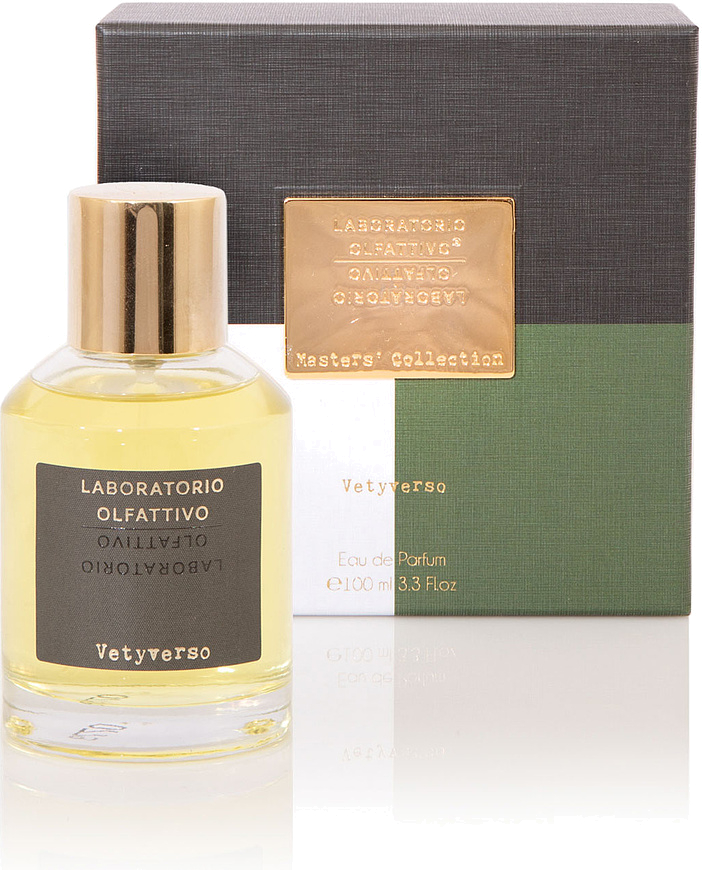 LABORATORIO
OLFATTIVO®
OLFATTIVO
LABORATORIO
Masters' Collection
Vetyverso
Eau de Parfum
℮100 ml 3.3 Fl.oz
LABORATORIO
OLFATTIVO
OLFATTIVO
LABORATORIO
Vetyverso